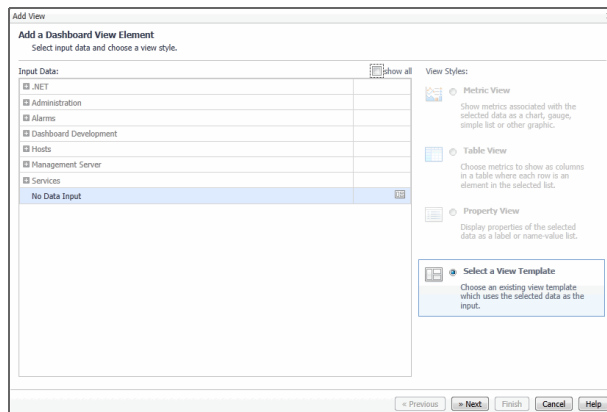 Add View
Add a Dashboard View Element
Select input data and choose a view style.
Input Data:
show all
View Styles:
.NET
Administration
Alarms
Dashboard Development
Hosts
Management Server
Services
No Data Input
Metric View
Show metrics associated with the
selected data as a chart, gauge,
simple list or other graphic.
Table View
Choose metrics to show as columns
in a table where each row is an
element in the selected list.
Property View
Display properties of the selected
data as a label or name-value list.
Select a View Template
Choose an existing view template
which uses the selected data as the
input.
« Previous
» Next
Finish
Cancel
Help